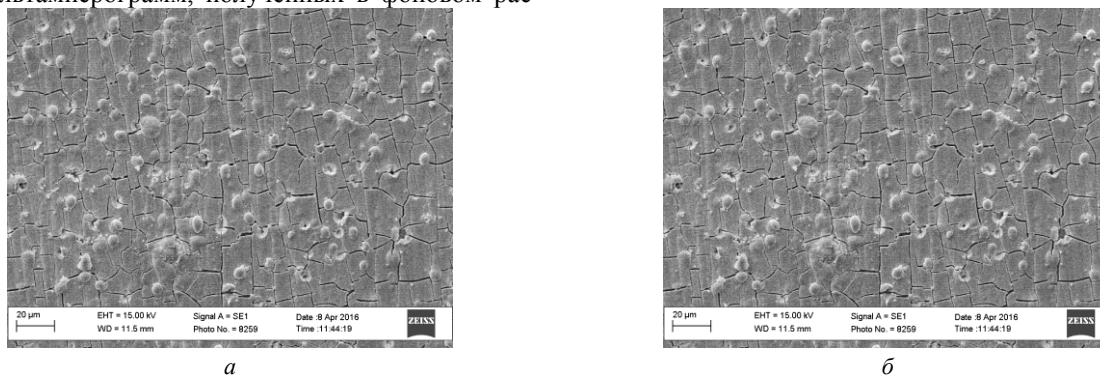 льтамперограмм, полученных в фоновом рас-
20 µm
EHT = 15.00 kV
Signal A = SE1
Date :8 Apr 2016
WD = 11.5 mm
Photo No. = 8259
Time :11:44:19
ZEISS
20 µm
EHT = 15.00 kV
Signal A = SE1
Date :8 Apr 2016
WD = 11.5 mm
Photo No. = 8259
Time :11:44:19
ZEISS
а
б